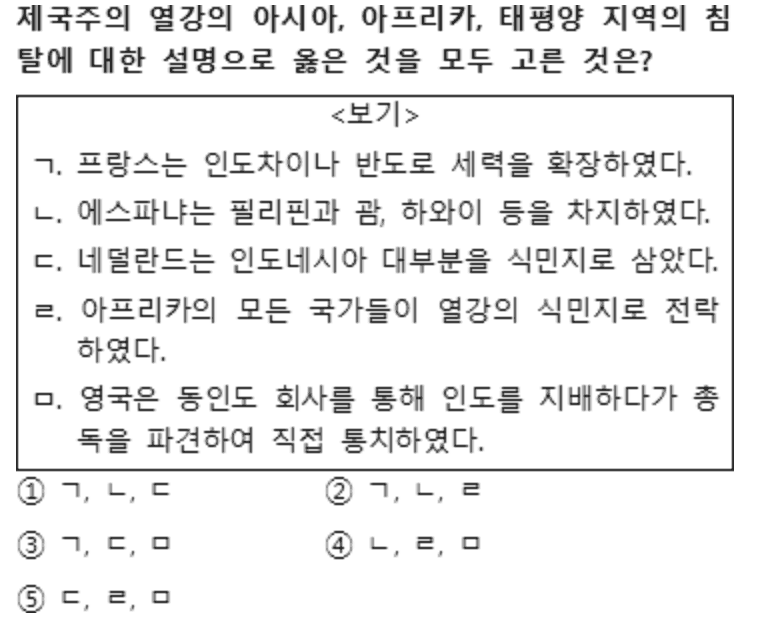 제국주의 열강의 아시아, 아프리카, 태평양 지역의 침
탈에 대한 설명으로 옳은 것을 모두 고른 것은?
<보기>
ㄱ. 프랑스는 인도차이나 반도로 세력을 확장하였다.
ㄴ. 에스파냐는 필리핀과 괌, 하와이 등을 차지하였다.
ㄷ. 네덜란드는 인도네시아 대부분을 식민지로 삼았다.
ㄹ. 아프리카의 모든 국가들이 열강의 식민지로 전락
하였다.
ㅁ. 영국은 동인도 회사를 통해 인도를 지배하다가 총
독을 파견하여 직접 통치하였다.
① ㄱ, ㄴ, ㄷ ② ㄱ, ㄴ, ㄹ
③ ㄱ, ㄷ, ㅁ ④ ㄴ, ㄹ, ㅁ
⑤ ㄷ, ㄹ, ㅁ